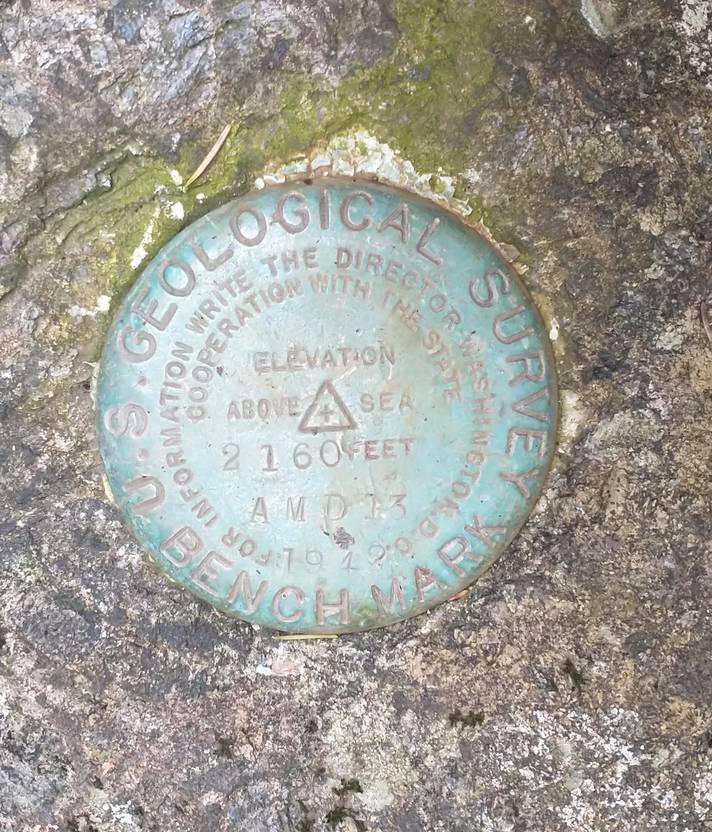 U.S. GEOLOGICAL SURVEY
BENCH MARK
FOR INFORMATION WRITE THE DIRECTOR WASHINGTON, D.C.
COOPERATION WITH THE STATE
ELEVATION
ABOVE SEA
2160 FEET
AMD 13
1942